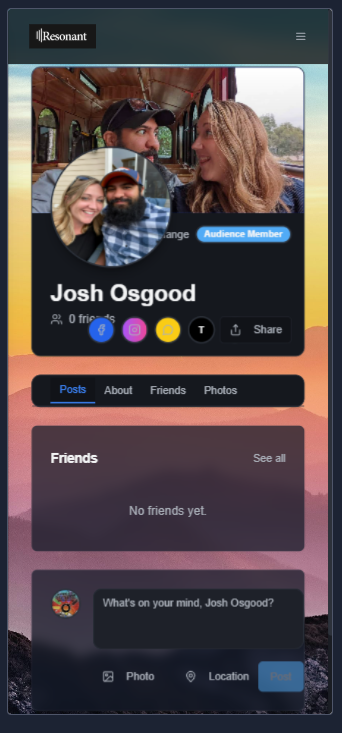 Resonant
ange
Audience Member
Josh Osgood
0 friends
T
Share
Posts
About
Friends
Photos
Friends
See all
No friends yet.
What's on your mind, Josh Osgood?
Photo
Location
Post